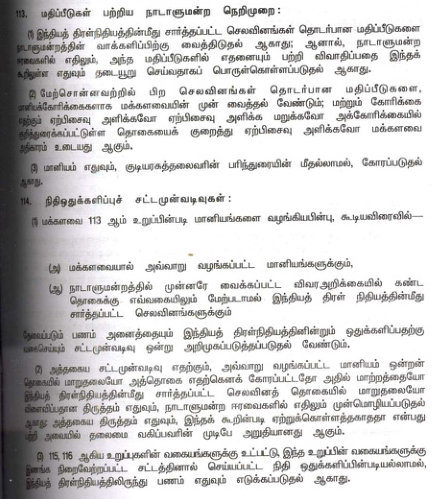 113. மதிப்பீடுகள் பற்றிய நாடாளுமன்ற நெறிமுறை :
(1) இந்தியத் திரள்நிதியத்தின்மீது சார்த்தப்பட்ட செலவினங்கள் தொடர்பான மதிப்பீடுகளை
நாடாளுமன்றத்தின் வாக்களிப்பிற்கு வைத்திடுதல் ஆகாது; ஆனால், நாடாளுமன்ற
அவைகளில் எதிலும், அந்த மதிப்பீடுகளில் எதனையும் பற்றி விவாதிப்பதை இந்தக்
கூறிலுள்ள எதுவும் தடையூறு செய்வதாகப் பொருள்கொள்ளப்படுதல் ஆகாது.
(2) மேற்சொன்னவற்றில் பிற செலவினங்கள் தொடர்பான மதிப்பீடுகளை,
மானியக்கோரிக்கைகளாக மக்களவையின் முன் வைத்தல் வேண்டும்; மற்றும் கோரிக்கை
எதற்கும் ஏற்பிசைவு அளிக்கவோ ஏற்பிசைவு அளிக்க மறுக்கவோ அக்கோரிக்கையில்
குறித்துரைக்கப்பட்டுள்ள தொகையைக் குறைத்து ஏற்பிசைவு அளிக்கவோ மக்களவை
அதிகாரம் உடையது ஆகும்.
(3) மானியம் எதுவும், குடியரசுத்தலைவரின் பரிந்துரையின் மீதல்லாமல், கோரப்படுதல்
ஆகாது.
114. நிதிஒதுக்களிப்புச் சட்டமுன்வடிவுகள் :
(1) மக்களவை 113 ஆம் உறுப்பின்படி மானியங்களை வழங்கியபின்பு, கூடியவிரைவில்—
(அ) மக்களவையால் அவ்வாறு வழங்கப்பட்ட மானியங்களுக்கும்,
(ஆ) நாடாளுமன்றத்தில் முன்னரே வைக்கப்பட்ட விவரஅறிக்கையில் கண்ட
தொகைக்கு எவ்வகையிலும் மேற்படாமல் இந்தியத் திரள் நிதியத்தின்மீது
சார்த்தப்பட்ட செலவினங்களுக்கும்
தேவைப்படும் பணம் அனைத்தையும் இந்தியத் திரள்நிதியத்தினின்றும் ஒதுக்களிப்பதற்கு
வகைசெய்யும் சட்டமுன்வடிவு ஒன்று அறிமுகப்படுத்தப்படுதல் வேண்டும்.
(2) அத்தகைய சட்டமுன்வடிவு எதற்கும், அவ்வாறு வழங்கப்பட்ட மானியம் ஒன்றன்
தொகையில் மாறுதலையோ அத்தொகை எதற்கெனக் கோரப்பட்டதோ அதில் மாற்றத்தையோ
இந்தியத் திரள்நிதியத்தின்மீது சார்த்தப்பட்ட செலவினத் தொகையில் மாறுதலையோ
விளைவிப்பதான திருத்தம் எதுவும், நாடாளுமன்ற ஈரவைகளில் எதிலும் முன்மொழியப்படுதல்
ஆகாது; அத்தகைய திருத்தம் எதுவும், இந்தக் கூறின்படி ஏற்றுக்கொள்ளத்தகாததா என்பது
பற்றி அவையில் தலைமை வகிப்பவரின் முடிபே அறுதியானது ஆகும்.
(3) 115, 116 ஆகிய உறுப்புகளின் வகையங்களுக்கு உட்பட்டு, இந்த உறுப்பின் வகையங்களுக்கு
இணங்க நிறைவேற்றப்பட்ட சட்டத்தினால் செய்யப்பட்ட நிதி ஒதுக்களிப்பின்படியல்லாமல்,
இந்தியத் திரள்நிதியத்திலிருந்து பணம் எதுவும் எடுக்கப்படுதல் ஆகாது.